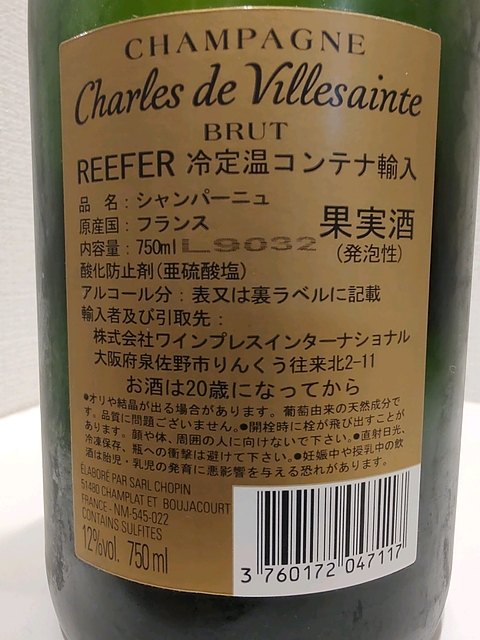 CHAMPAGNE
Charles de Villesainte
BRUT
REEFER 冷定温コンテナ輸入
品 名：シャンパーニュ
原産国：フランス
果実酒
内容量：750ml L9032
(発泡性)
酸化防止剤(亜硫酸塩)
アルコール分：表又は裏ラベルに記載
輸入者及び引取先：
株式会社ワインプレスインターナショナル
大阪府泉佐野市りんくう往来北2-11
お酒は20歳になってから
●オリや結晶が出る場合があります。葡萄由来の天然成分で
す。品質に問題ございません。●開栓時に栓が飛び出すことが
あります。顔や体、周囲の人に向けないで下さい。●直射日光、
冷凍保存、瓶への衝撃は避けて下さい。●妊娠中や授乳中の飲
酒は胎児・乳児の発育に悪影響を与える恐れがあります。
ELABORÉ PAR SARL CHOPIN
51480 CHAMPLAT ET BOUJACOURT
FRANCE - NM-545-022
CONTAINS SULFITES
12%vol. 750 ml
3 760172 047117